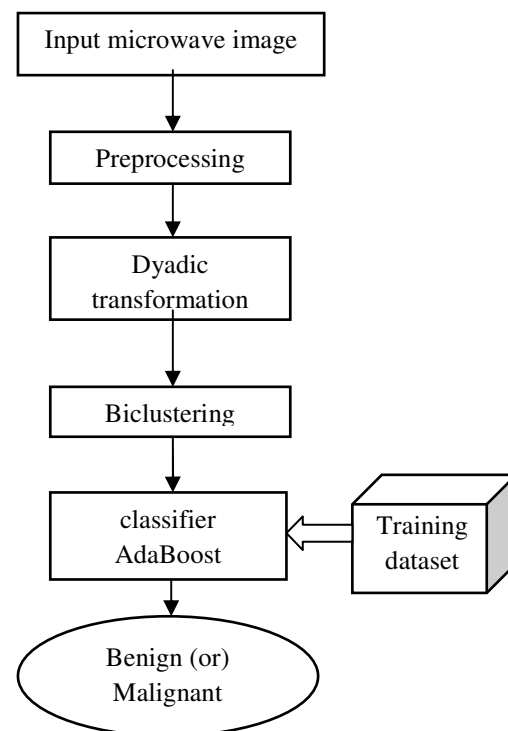 Input microwave image
Preprocessing
Dyadic
transformation
Biclustering
classifier
AdaBoost
Training
dataset
Benign (or)
Malignant